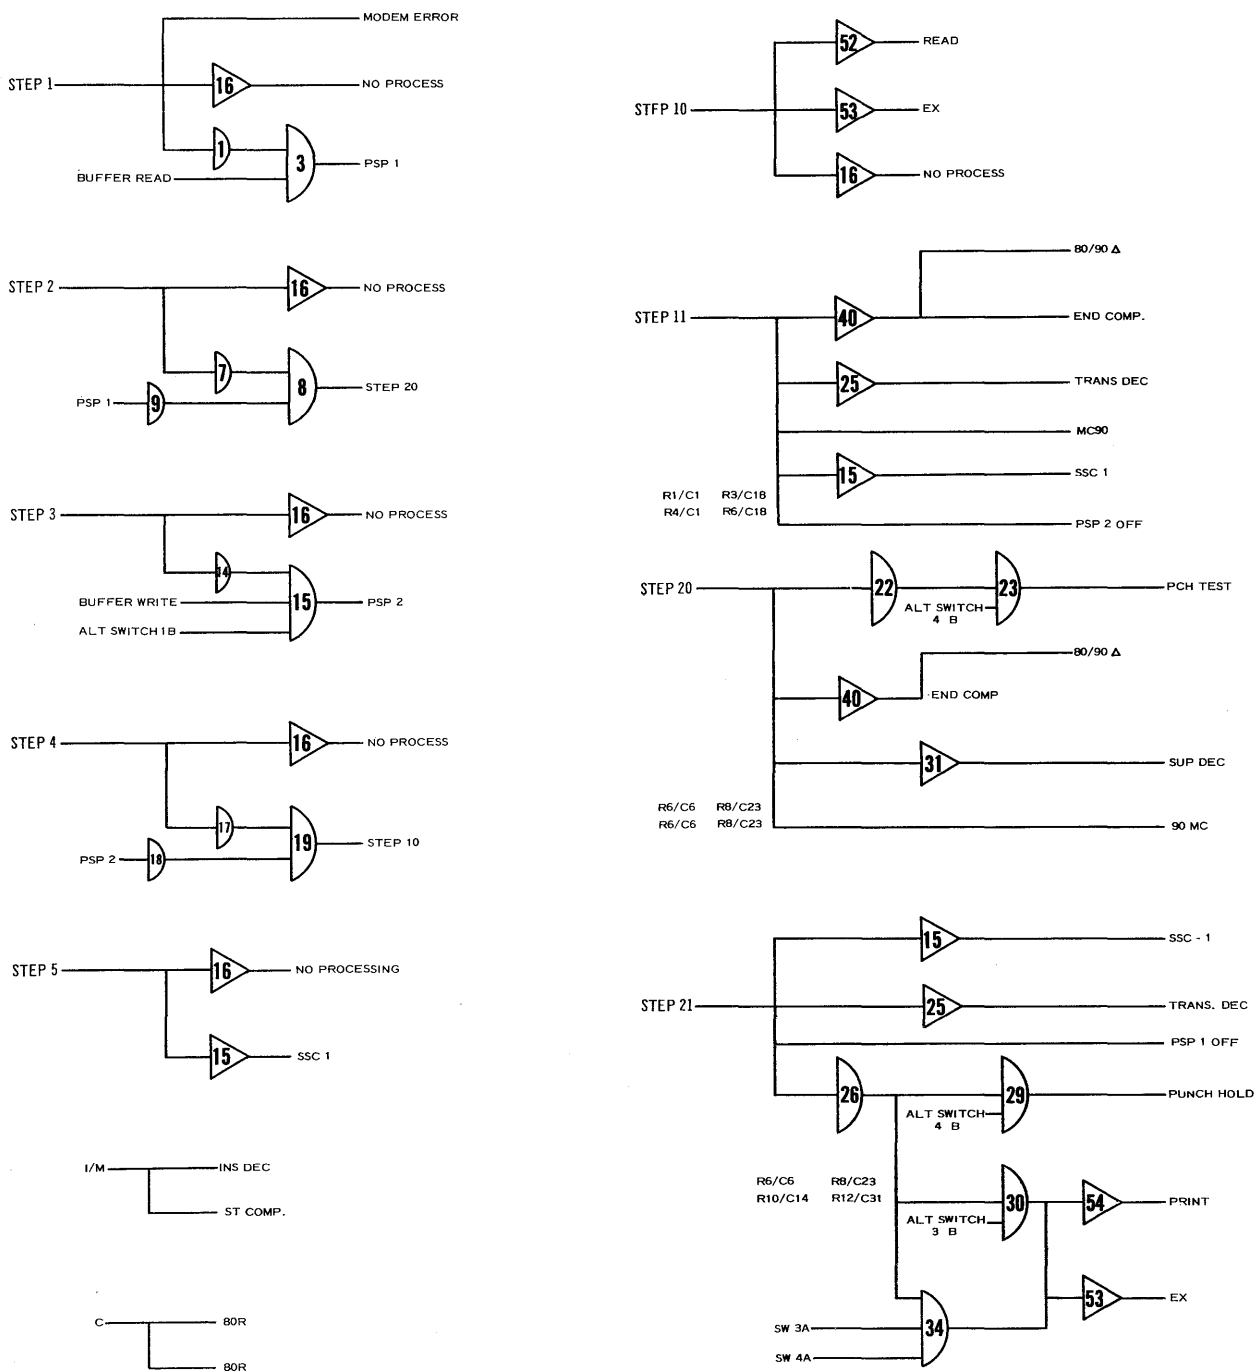 MODEM ERROR
STEP 1
16
NO PROCESS
1
3
PSP 1
BUFFER READ
STEP 2
16
NO PROCESS
7
8
STEP 20
PSP 1
9
STEP 3
16
NO PROCESS
14
BUFFER WRITE
15
PSP 2
ALT SWITCH 1B
STEP 4
16
NO PROCESS
17
19
STEP 10
PSP 2
18
STEP 5
16
NO PROCESSING
15
SSC 1
I/M
INS DEC
ST COMP.
C
80R
80R
52
READ
STEP 10
53
EX
16
NO PROCESS
80/90 Δ
STEP 11
40
END COMP.
25
TRANS DEC
MC90
15
SSC 1
R1/C1 R3/C18
R4/C1 R6/C18
PSP 2 OFF
STEP 20
22
23
PCH TEST
ALT SWITCH
4 B
80/90 Δ
40
END COMP
31
SUP DEC
R6/C6 R8/C23
R6/C6 R8/C23
90 MC
15
SSC - 1
STEP 21
25
TRANS. DEC
PSP 1 OFF
26
29
PUNCH HOLD
ALT SWITCH
4 B
R6/C6 R8/C23
R10/C14 R12/C31
30
54
PRINT
ALT SWITCH
3 B
53
EX
SW 3A
34
SW 4A